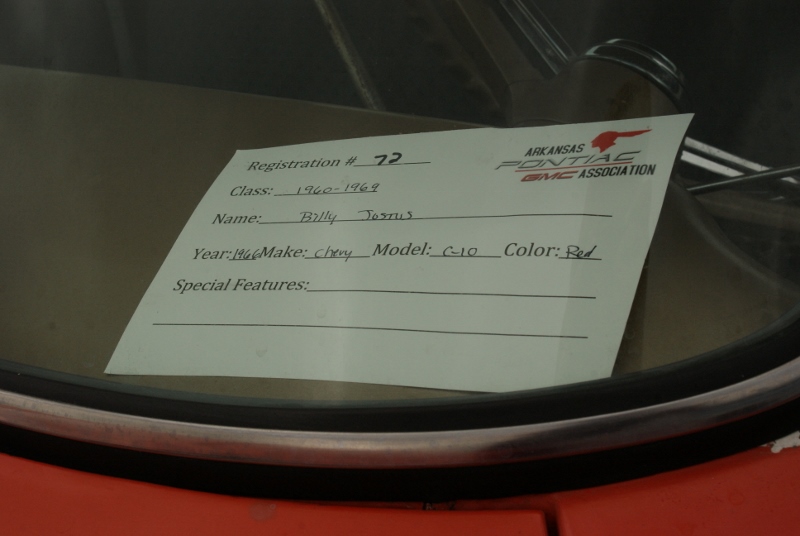 ARKANSAS
PONTIAC
GMC ASSOCIATION
Registration # 72
Class: 1960-1969
Name: Billy Justus
Year: 1966 Make: Chevy Model: C-10 Color: Red
Special Features: